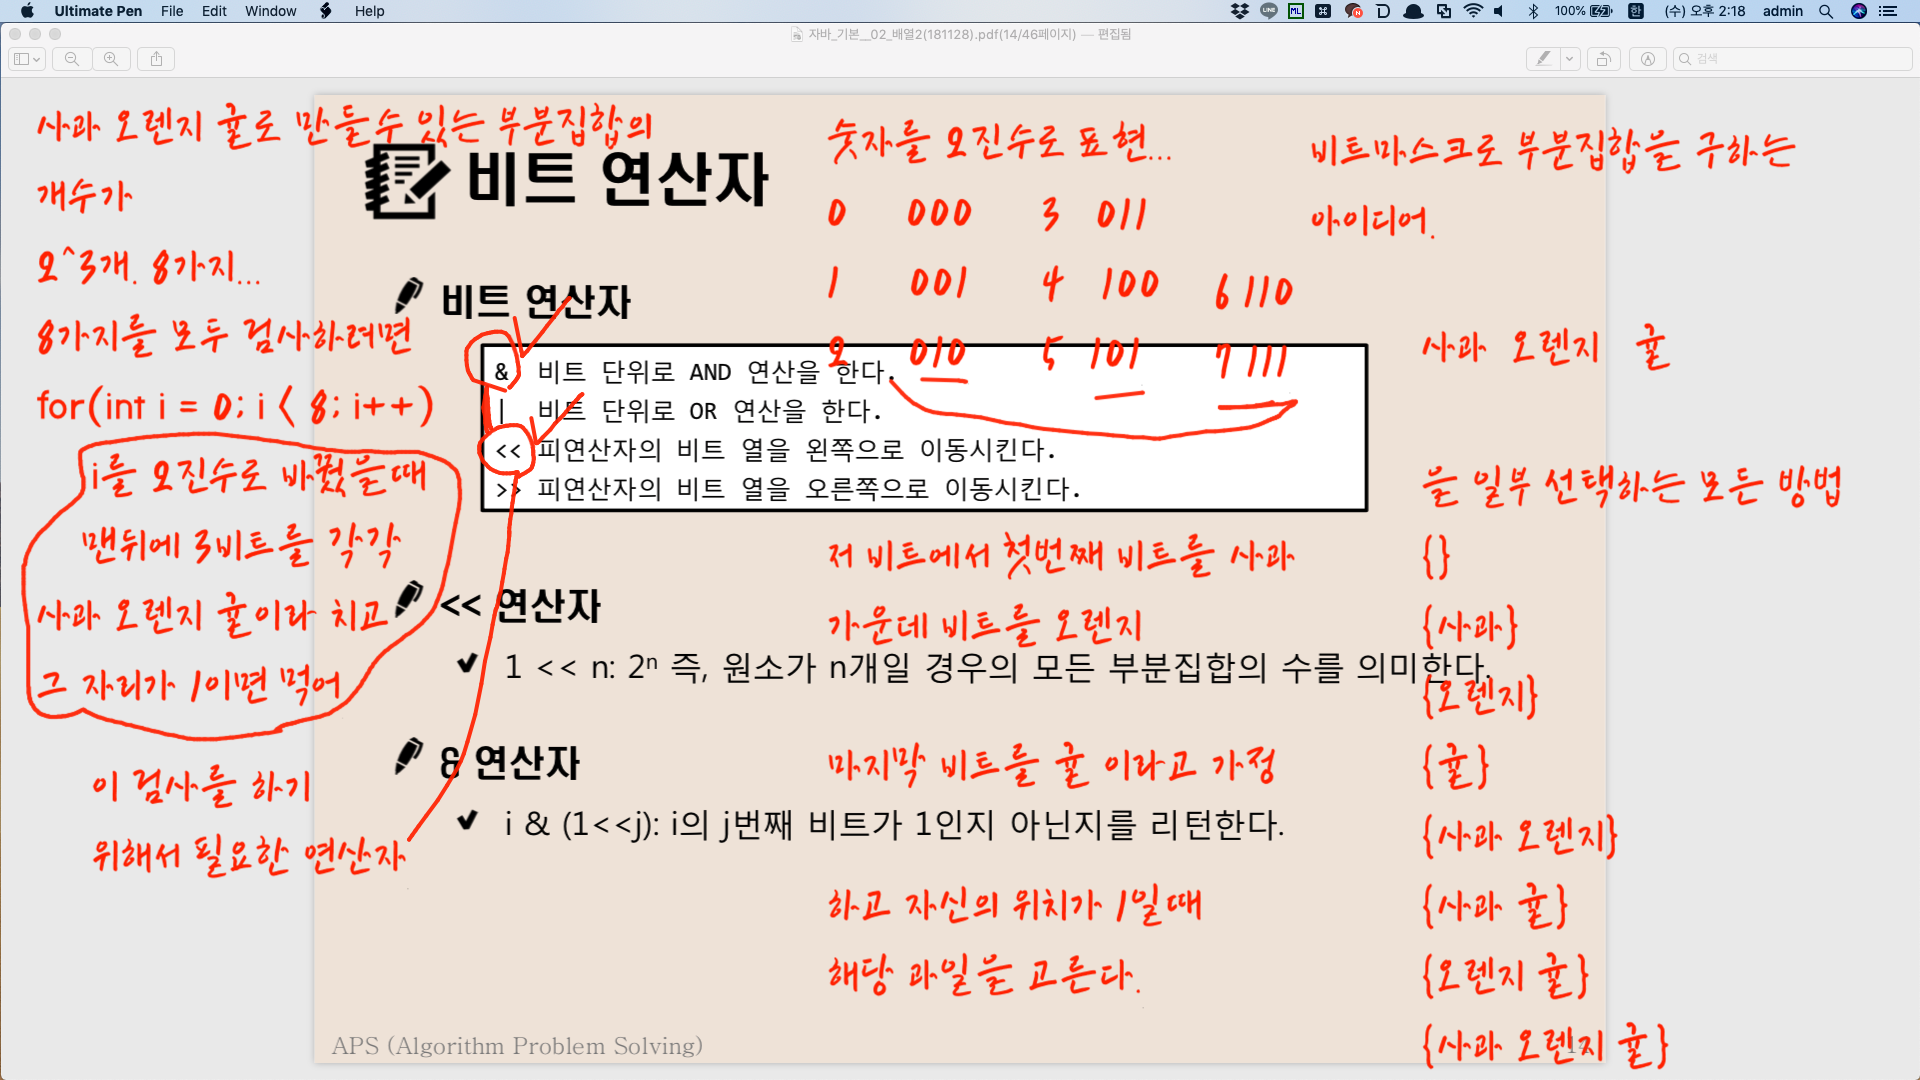 Ultimate Pen File Edit Window Help 100% 한 (수) 오후 2:18 admin
자바_기본__02_배열2(181128).pdf(14/46페이지) — 편집됨
검색
사과 오렌지 귤로 만들수 있는 부분집합의
개수가
2^3개. 8가지...
8가지를 모두 검사하려면
for(int i = 0; i < 8; i++)
i를 2진수로 바꿨을때
맨뒤에 3비트를 각각
사과 오렌지 귤이라 치고
그 자리가 1이면 먹어
이 검사를 하기
위해서 필요한 연산자
비트 연산자
비트 연산자
& 비트 단위로 AND 연산을 한다.
| 비트 단위로 OR 연산을 한다.
<< 피연산자의 비트 열을 왼쪽으로 이동시킨다.
>> 피연산자의 비트 열을 오른쪽으로 이동시킨다.
<< 연산자
1 << n: 2ⁿ 즉, 원소가 n개일 경우의 모든 부분집합의 수를 의미한다.
& 연산자
i & (1<<j): i의 j번째 비트가 1인지 아닌지를 리턴한다.
APS (Algorithm Problem Solving)
숫자를 2진수로 표현...
0 000 3 011
1 001 4 100 6 110
2 010 5 101 7 111
저 비트에서 첫번째 비트를 사과
가운데 비트를 오렌지
마지막 비트를 귤 이라고 가정
하고 자신의 위치가 1일때
해당 과일을 고른다.
비트마스크로 부분집합을 구하는
아이디어.
사과 오렌지 귤
을 일부 선택하는 모든 방법
{}
{사과}
{오렌지}
{귤}
{사과 오렌지}
{사과 귤}
{오렌지 귤}
{사과 오렌지 귤}